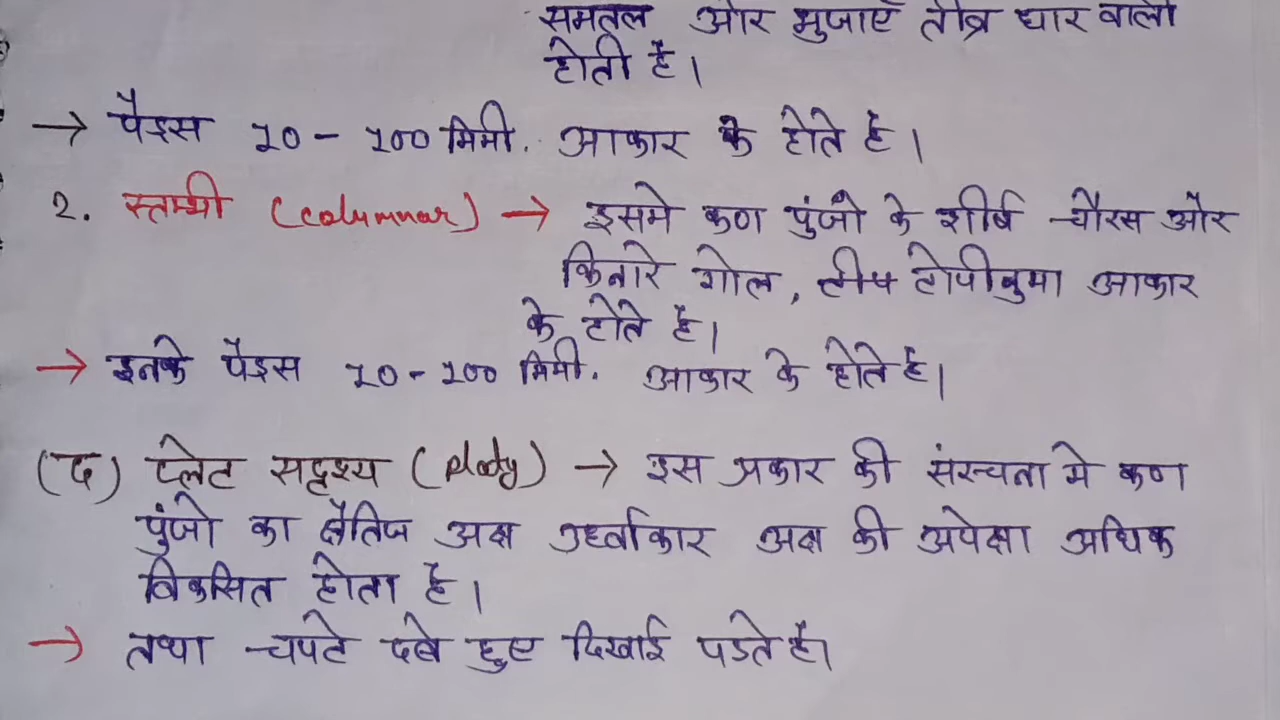 समतल और भुजाएँ तीव्र धार वाली
होती है।
→ पैड्स 10 - 100 मिमी. आकार के होते है।
2. स्तम्भी (columnar) → इसमे कण पुंजो के शीर्ष चौरस और
किनारे गोल, टोपीनुमा आकार
के होते है।
→ इनके पैड्स 10 - 100 मिमी. आकार के होते है।
(द) प्लेट सदृश्य (platy) → इस प्रकार की संरचना मे कण
पुंजो का क्षैतिज अक्ष उर्ध्वाकार अक्ष की अपेक्षा अधिक
विकसित होता है।
→ तथा चपटे दबे हुए दिखाई पडते है।